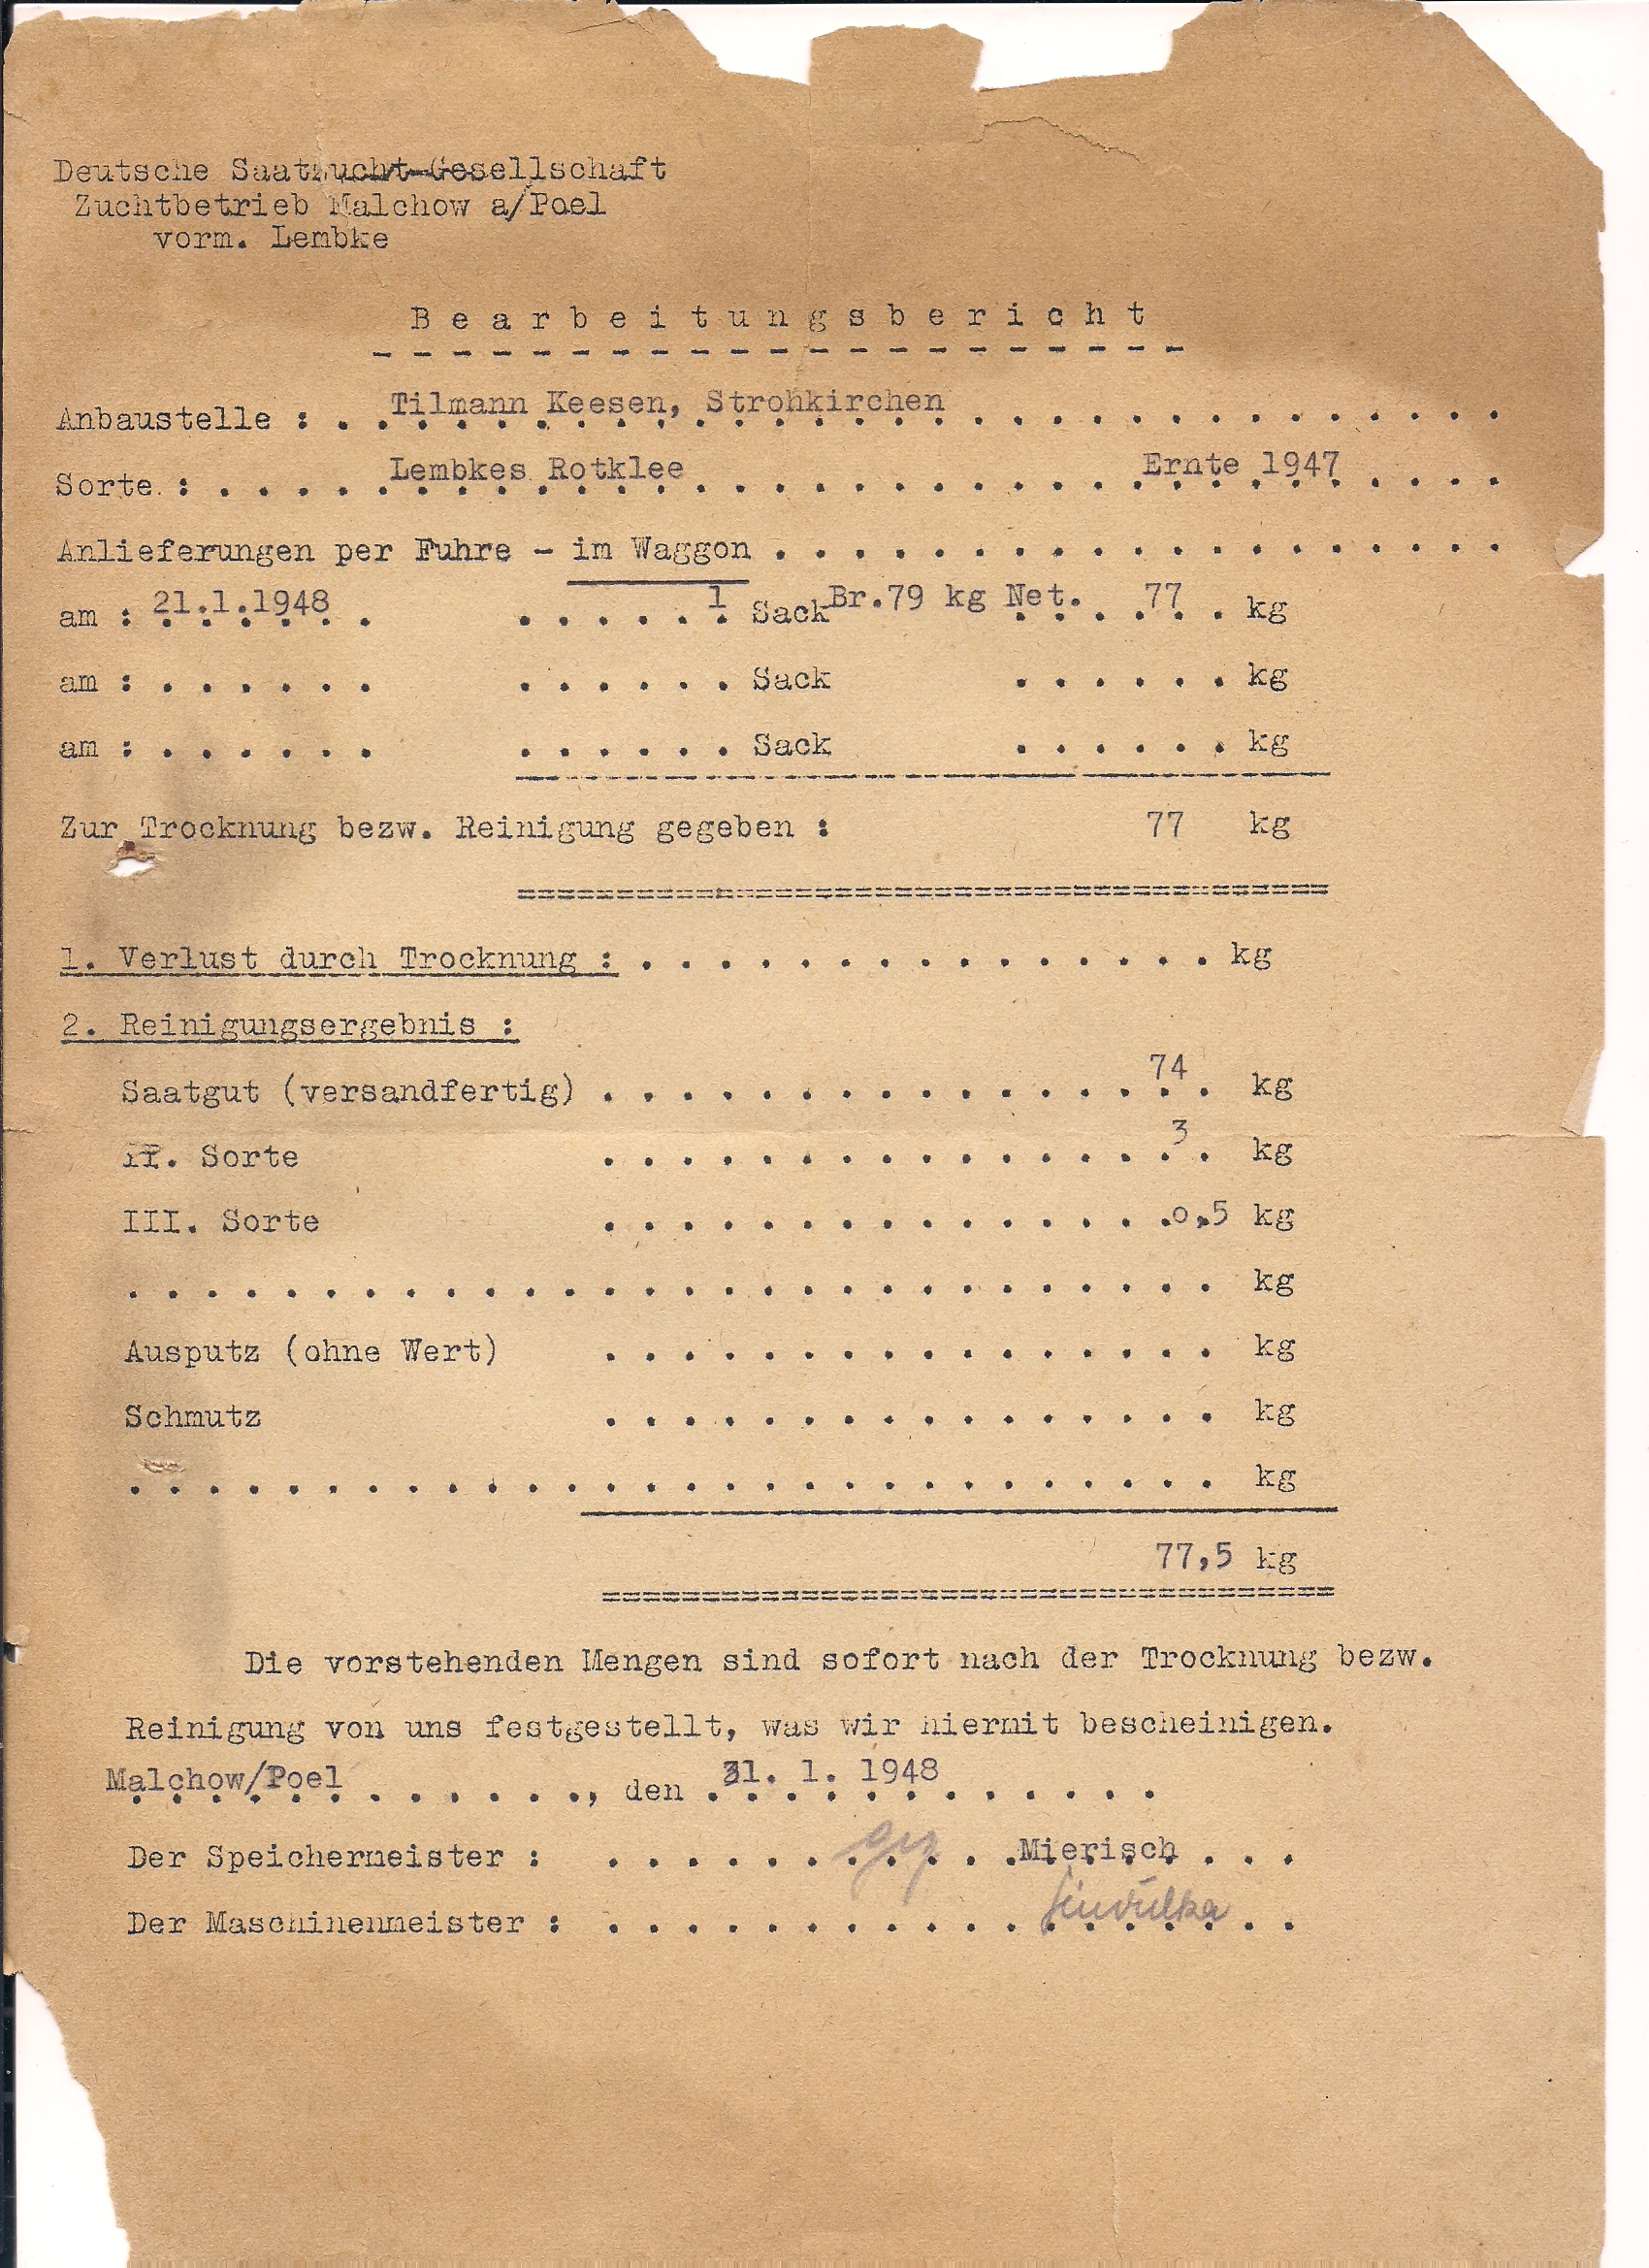 Deutsche Saatzucht-Gesellschaft
Zuchtbetrieb Malchow a/Poel
vorm. Lembke
Bearbeitungsbericht
Anbaustelle : Tilmann Keesen, Strohkirchen
Sorte : Lembkes Rotklee Ernte 1947
Anlieferungen per Fuhre - im Waggon
am : 21.1.1948 1 Sack Br.79 kg Net. 77 kg
am : Sack kg
am : Sack kg
Zur Trocknung bezw. Reinigung gegeben : 77 kg
1. Verlust durch Trocknung : kg
2. Reinigungsergebnis :
Saatgut (versandfertig) 74 kg
II. Sorte 3 kg
III. Sorte 0,5 kg
kg
Ausputz (ohne Wert) kg
Schmutz kg
kg
77,5 kg
Die vorstehenden Mengen sind sofort nach der Trocknung bezw.
Reinigung von uns festgestellt, was wir hiermit bescheinigen.
Malchow/Poel, den 31. 1. 1948
Der Speichermeister : gez Mierisch
Der Maschinenmeister :